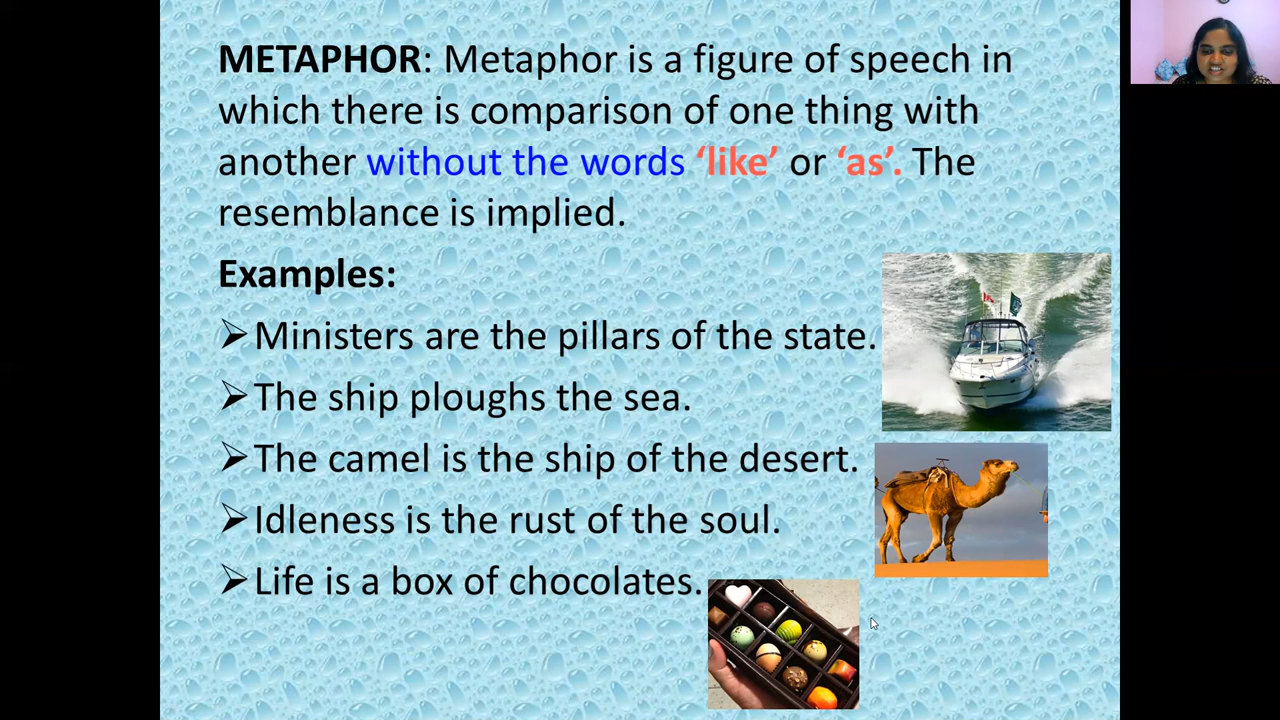 METAPHOR: Metaphor is a figure of speech in
which there is comparison of one thing with
another without the words ‘like’ or ‘as’. The
resemblance is implied.
Examples:
➢Ministers are the pillars of the state.
➢The ship ploughs the sea.
➢The camel is the ship of the desert.
➢Idleness is the rust of the soul.
➢Life is a box of chocolates.